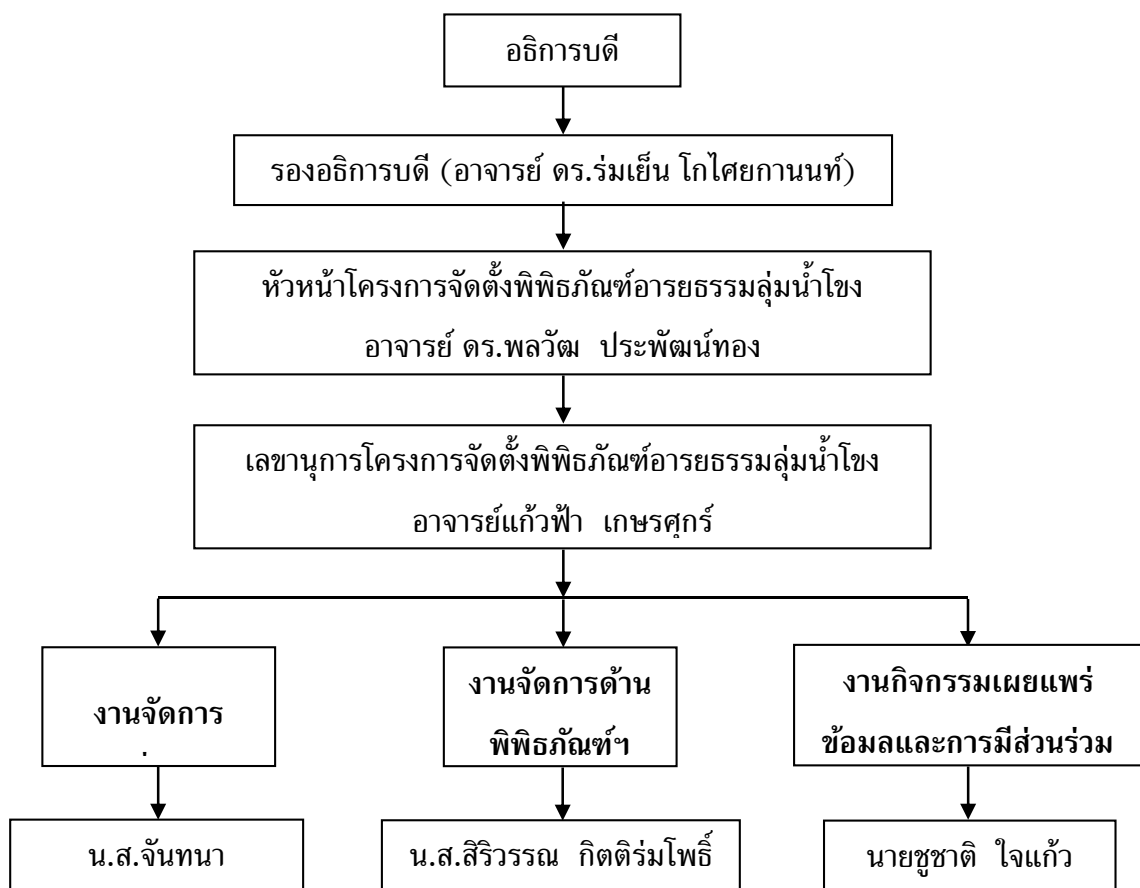 อธิการบดี
รองอธิการบดี (อาจารย์ ดร.ร่มเย็น โกไศยกานนท์)
หัวหน้าโครงการจัดตั้งพิพิธภัณฑ์อารยธรรมลุ่มน้ำโขง
อาจารย์ ดร.พลวัฒ ประพัฒน์ทอง
เลขานุการโครงการจัดตั้งพิพิธภัณฑ์อารยธรรมลุ่มน้ำโขง
อาจารย์แก้วฟ้า เกษรศุกร์
งานจัดการ
งานจัดการด้าน
พิพิธภัณฑ์ฯ
งานกิจกรรมเผยแพร่
ข้อมูลและการมีส่วนร่วม
น.ส.จันทนา
น.ส.สิริวรรณ กิตติร่มโพธิ์
นายชูชาติ ใจแก้ว